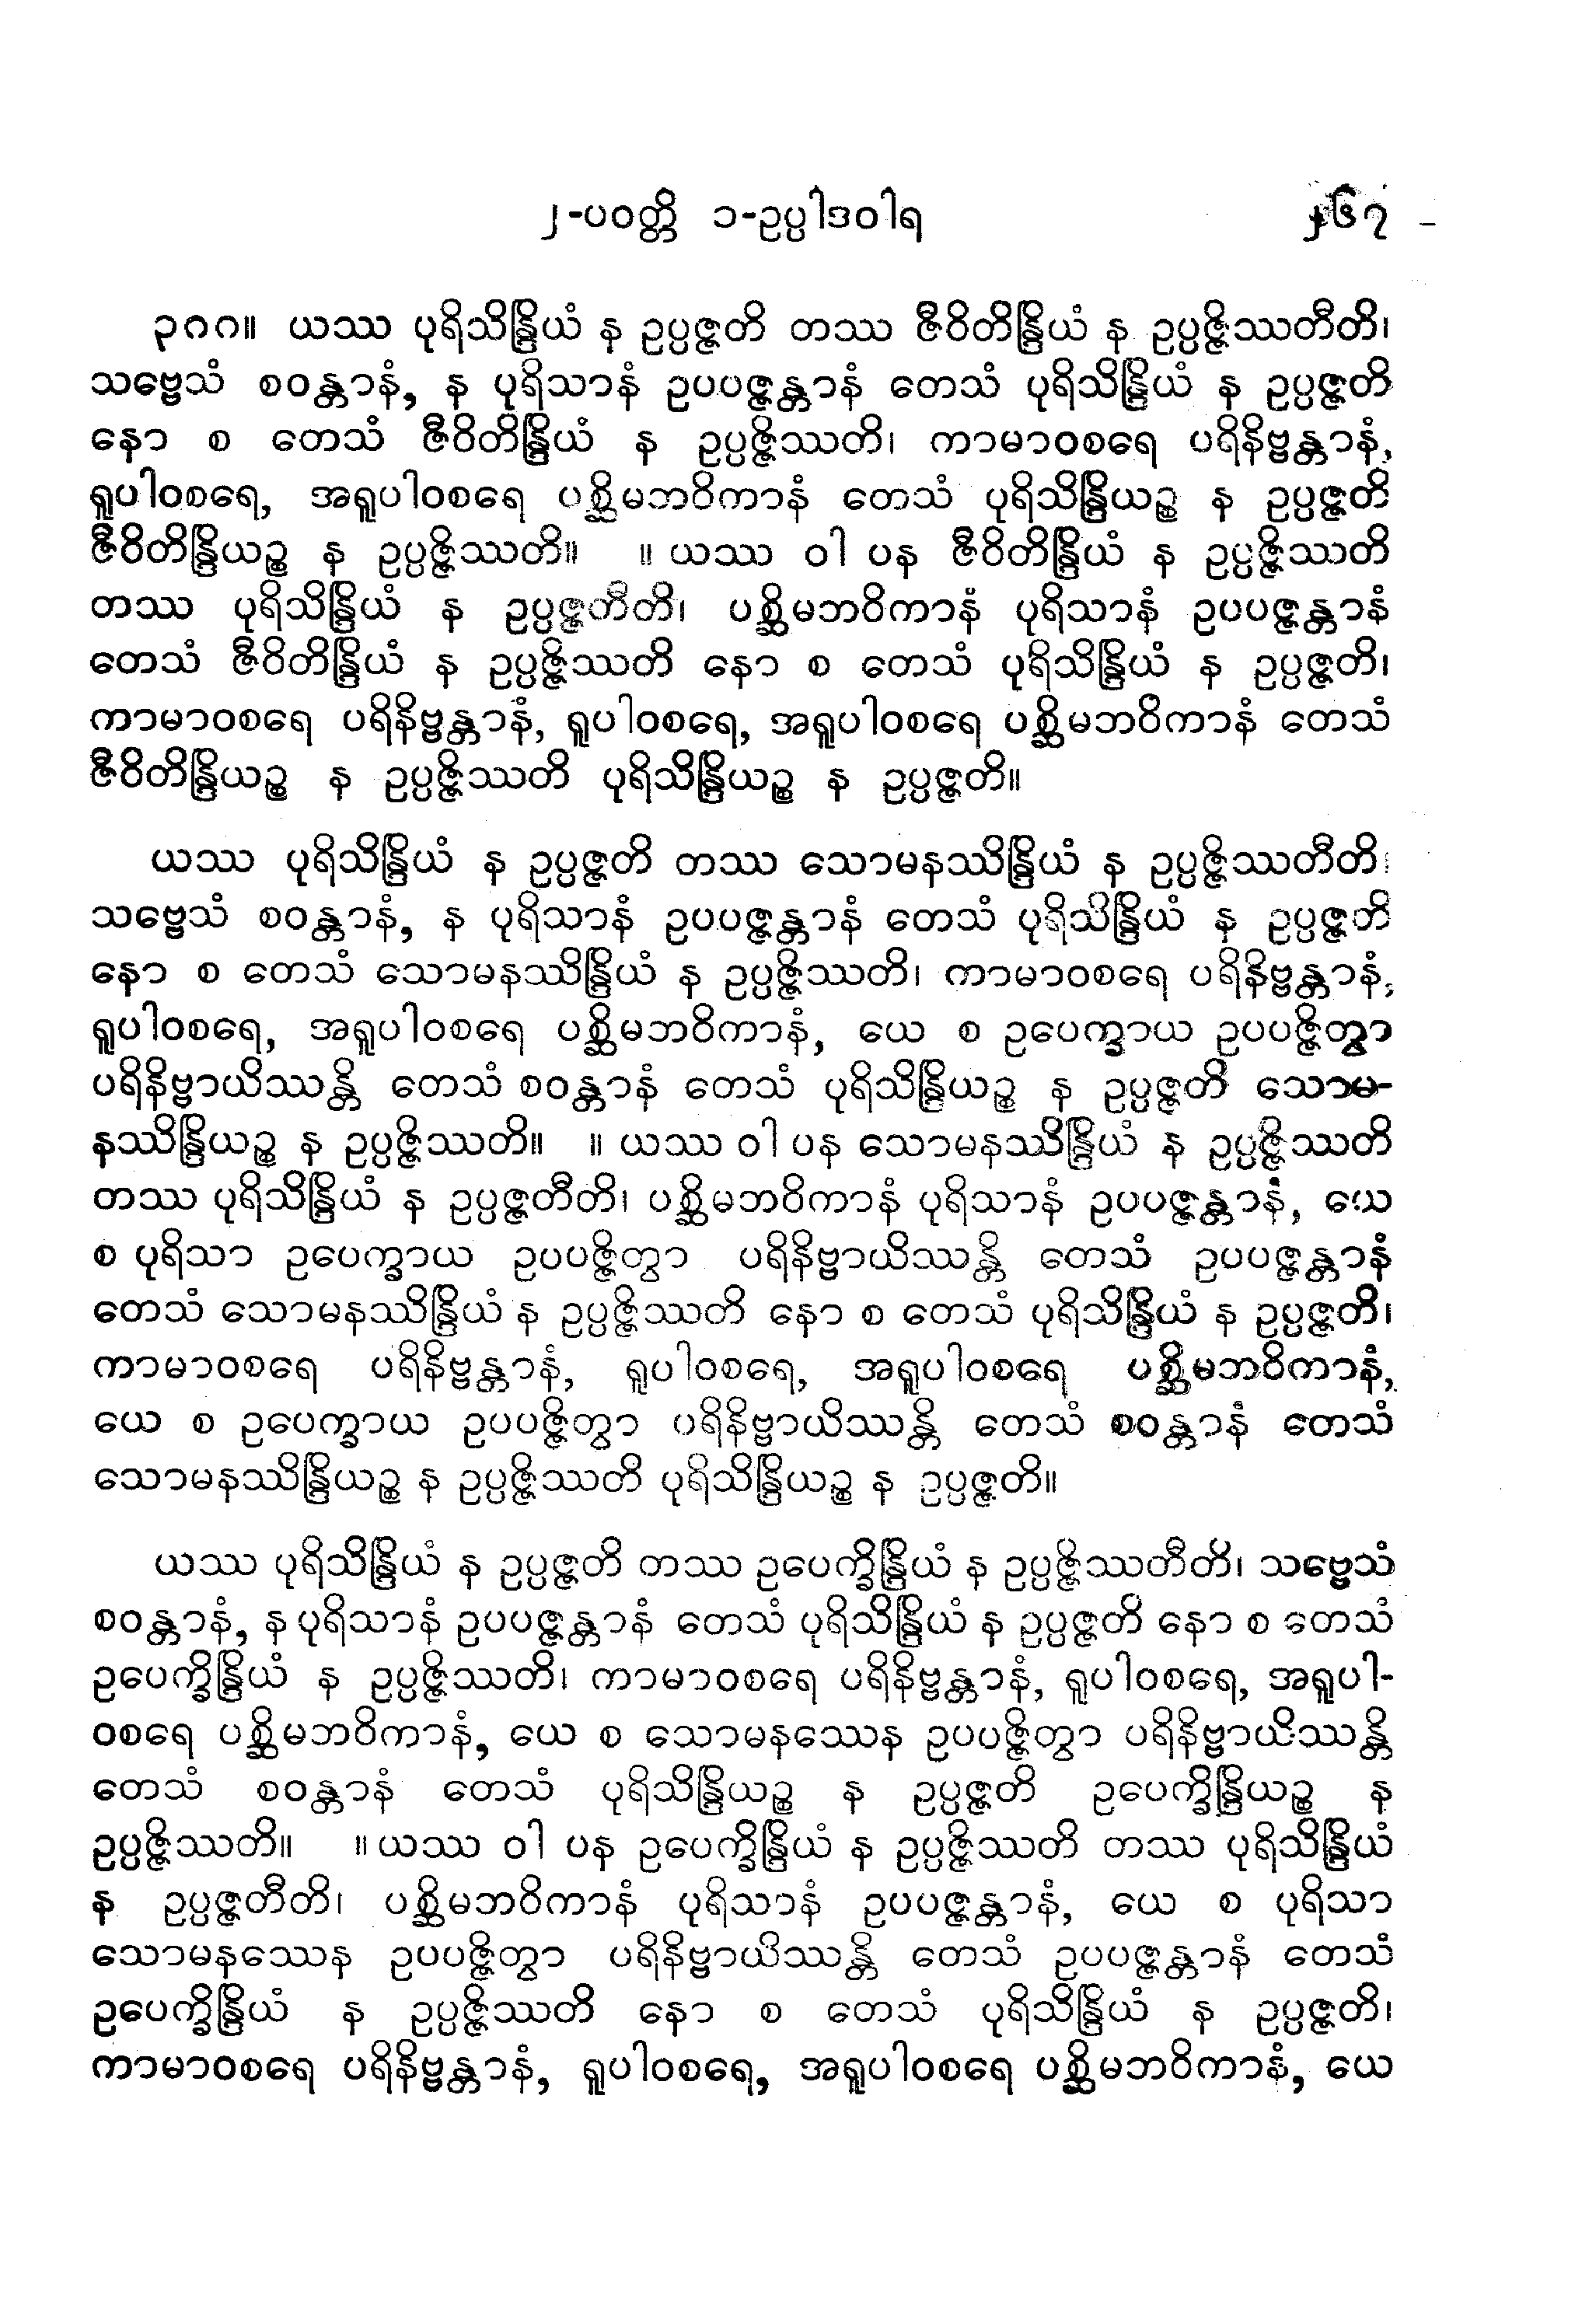 ၂-ပဝတ္တိ ၁-ဥပ္ပါဒဝါရ ၂၆၇
၃၈၈။ ယဿ ပုရိသိန္ဒြိယံ န ဥပ္ပဇ္ဇတိ တဿ ဇီဝိတိန္ဒြိယံ န ဥပ္ပဇ္ဇိဿတီတိ၊
သဗ္ဗေသံ စဝန္တာနံ, န ပုရိသာနံ ဥပပဇ္ဇန္တာနံ တေသံ ပုရိသိန္ဒြိယံ န ဥပ္ပဇ္ဇတိ
နော စ တေသံ ဇီဝိတိန္ဒြိယံ န ဥပ္ပဇ္ဇိဿတိ၊ ကာမာဝစရေ ပရိနိဗ္ဗန္တာနံ,
ရူပါဝစရေ, အရူပါဝစရေ ပစ္ဆိမဘဝိကာနံ တေသံ ပုရိသိန္ဒြိယဉ္စ န ဥပ္ပဇ္ဇတိ
ဇီဝိတိန္ဒြိယဉ္စ န ဥပ္ပဇ္ဇိဿတိ။ ။ ယဿ ဝါ ပန ဇီဝိတိန္ဒြိယံ န ဥပ္ပဇ္ဇိဿတိ
တဿ ပုရိသိန္ဒြိယံ န ဥပ္ပဇ္ဇတီတိ၊ ပစ္ဆိမဘဝိကာနံ ပုရိသာနံ ဥပပဇ္ဇန္တာနံ
တေသံ ဇီဝိတိန္ဒြိယံ န ဥပ္ပဇ္ဇိဿတိ နော စ တေသံ ပုရိသိန္ဒြိယံ န ဥပ္ပဇ္ဇတိ၊
ကာမာဝစရေ ပရိနိဗ္ဗန္တာနံ, ရူပါဝစရေ, အရူပါဝစရေ ပစ္ဆိမဘဝိကာနံ တေသံ
ဇီဝိတိန္ဒြိယဉ္စ န ဥပ္ပဇ္ဇိဿတိ ပုရိသိန္ဒြိယဉ္စ န ဥပ္ပဇ္ဇတိ။
ယဿ ပုရိသိန္ဒြိယံ န ဥပ္ပဇ္ဇတိ တဿ သောမနဿိန္ဒြိယံ န ဥပ္ပဇ္ဇိဿတီတိ၊
သဗ္ဗေသံ စဝန္တာနံ, န ပုရိသာနံ ဥပပဇ္ဇန္တာနံ တေသံ ပုရိသိန္ဒြိယံ န ဥပ္ပဇ္ဇတိ
နော စ တေသံ သောမနဿိန္ဒြိယံ န ဥပ္ပဇ္ဇိဿတိ၊ ကာမာဝစရေ ပရိနိဗ္ဗန္တာနံ,
ရူပါဝစရေ, အရူပါဝစရေ ပစ္ဆိမဘဝိကာနံ, ယေ စ ဥပေက္ခာယ ဥပပဇ္ဇိတွာ
ပရိနိဗ္ဗာယိဿန္တိ တေသံ စဝန္တာနံ တေသံ ပုရိသိန္ဒြိယဉ္စ န ဥပ္ပဇ္ဇတိ သောမ-
နဿိန္ဒြိယဉ္စ န ဥပ္ပဇ္ဇိဿတိ။ ။ ယဿ ဝါ ပန သောမနဿိန္ဒြိယံ န ဥပ္ပဇ္ဇိဿတိ
တဿ ပုရိသိန္ဒြိယံ န ဥပ္ပဇ္ဇတီတိ၊ ပစ္ဆိမဘဝိကာနံ ပုရိသာနံ ဥပပဇ္ဇန္တာနံ, ယေ
စ ပုရိသာ ဥပေက္ခာယ ဥပပဇ္ဇိတွာ ပရိနိဗ္ဗာယိဿန္တိ တေသံ ဥပပဇ္ဇန္တာနံ
တေသံ သောမနဿိန္ဒြိယံ န ဥပ္ပဇ္ဇိဿတိ နော စ တေသံ ပုရိသိန္ဒြိယံ န ဥပ္ပဇ္ဇတိ၊
ကာမာဝစရေ ပရိနိဗ္ဗန္တာနံ, ရူပါဝစရေ, အရူပါဝစရေ ပစ္ဆိမဘဝိကာနံ,
ယေ စ ဥပေက္ခာယ ဥပပဇ္ဇိတွာ ပရိနိဗ္ဗာယိဿန္တိ တေသံ စဝန္တာနံ တေသံ
သောမနဿိန္ဒြိယဉ္စ န ဥပ္ပဇ္ဇိဿတိ ပုရိသိန္ဒြိယဉ္စ န ဥပ္ပဇ္ဇတိ။
ယဿ ပုရိသိန္ဒြိယံ န ဥပ္ပဇ္ဇတိ တဿ ဥပေက္ခိန္ဒြိယံ န ဥပ္ပဇ္ဇိဿတီတိ၊ သဗ္ဗေသံ
စဝန္တာနံ, န ပုရိသာနံ ဥပပဇ္ဇန္တာနံ တေသံ ပုရိသိန္ဒြိယံ န ဥပ္ပဇ္ဇတိ နော စ တေသံ
ဥပေက္ခိန္ဒြိယံ န ဥပ္ပဇ္ဇိဿတိ၊ ကာမာဝစရေ ပရိနိဗ္ဗန္တာနံ, ရူပါဝစရေ, အရူပါ-
ဝစရေ ပစ္ဆိမဘဝိကာနံ, ယေ စ သောမနဿေန ဥပပဇ္ဇိတွာ ပရိနိဗ္ဗာယိဿန္တိ
တေသံ စဝန္တာနံ တေသံ ပုရိသိန္ဒြိယဉ္စ န ဥပ္ပဇ္ဇတိ ဥပေက္ခိန္ဒြိယဉ္စ န
ဥပ္ပဇ္ဇိဿတိ။ ။ ယဿ ဝါ ပန ဥပေက္ခိန္ဒြိယံ န ဥပ္ပဇ္ဇိဿတိ တဿ ပုရိသိန္ဒြိယံ
န ဥပ္ပဇ္ဇတီတိ၊ ပစ္ဆိမဘဝိကာနံ ပုရိသာနံ ဥပပဇ္ဇန္တာနံ, ယေ စ ပုရိသာ
သောမနဿေန ဥပပဇ္ဇိတွာ ပရိနိဗ္ဗာယိဿန္တိ တေသံ ဥပပဇ္ဇန္တာနံ တေသံ
ဥပေက္ခိန္ဒြိယံ န ဥပ္ပဇ္ဇိဿတိ နော စ တေသံ ပုရိသိန္ဒြိယံ န ဥပ္ပဇ္ဇတိ၊
ကာမာဝစရေ ပရိနိဗ္ဗန္တာနံ, ရူပါဝစရေ, အရူပါဝစရေ ပစ္ဆိမဘဝိကာနံ, ယေ